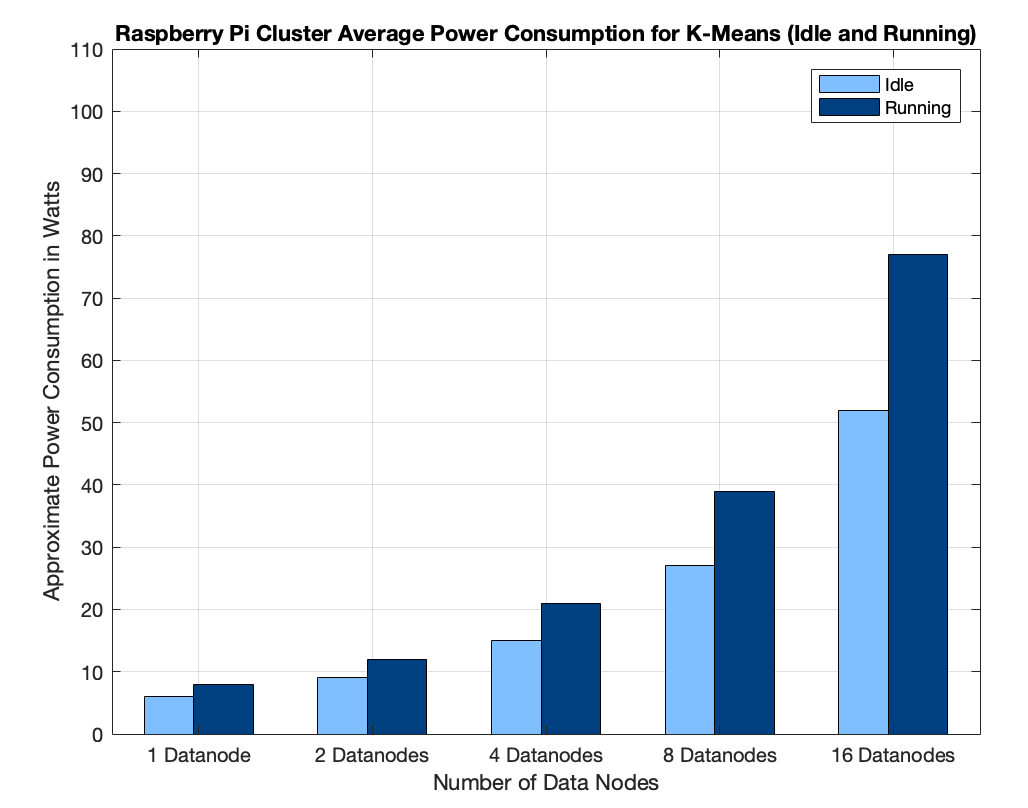 Raspberry Pi Cluster Average Power Consumption for K-Means (Idle and Running)
Idle
Running
Approximate Power Consumption in Watts
110
100
90
80
70
60
50
40
30
20
10
0
1 Datanode
2 Datanodes
4 Datanodes
8 Datanodes
16 Datanodes
Number of Data Nodes